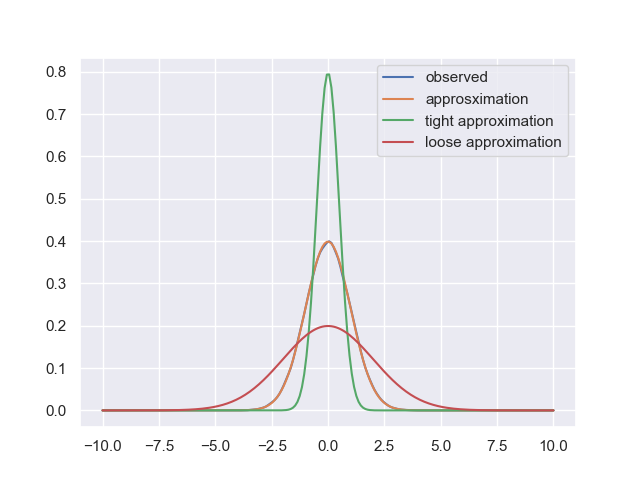 0.8
0.7
0.6
0.5
0.4
0.3
0.2
0.1
0.0
−10.0 −7.5 −5.0 −2.5 0.0 2.5 5.0 7.5 10.0
observed
approsximation
tight approximation
loose approximation